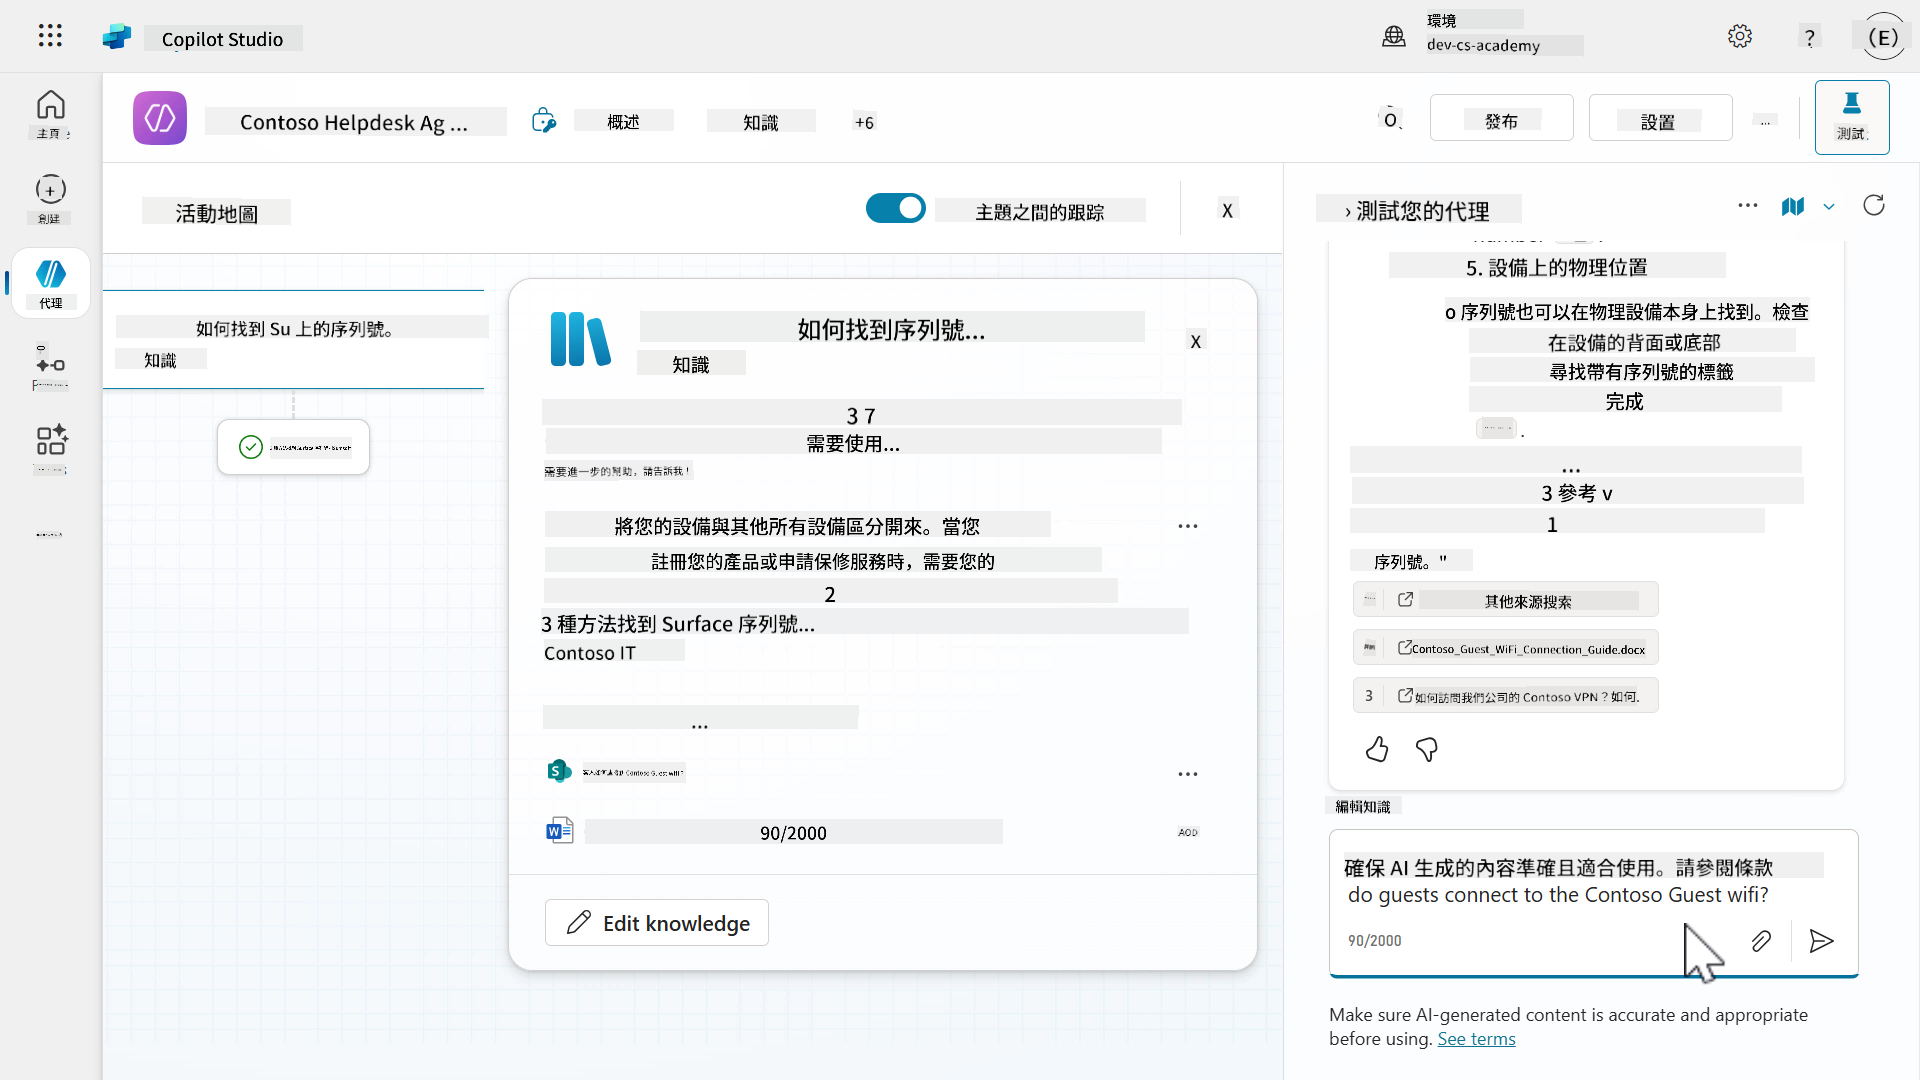 Copilot Studio
環境
dev-cs-academy
?
(E)
主頁
創建
代理
Contoso Helpdesk Ag ...
概述
知識
+6
發布
設置
...
測試
活動地圖
主題之間的跟踪
X
› 測試您的代理
如何找到 Su 上的序列號。
知識
如何找到序列號...
知識
X
3 7
需要使用...
需要進一步的幫助，請告訴我！
將您的設備與其他所有設備區分開來。當您
註冊您的產品或申請保修服務時，需要您的
2
3 種方法找到 Surface 序列號...
Contoso IT
...
客人如何連接到 Contoso Guest wifi？
90/2000
AOD
Edit knowledge
5. 設備上的物理位置
o 序列號也可以在物理設備本身上找到。檢查
在設備的背面或底部
尋找帶有序列號的標籤
完成
.
...
3 參考 v
1
序列號。"
其他來源搜索
Contoso_Guest_WiFi_Connection_Guide.docx
3 如何訪問我們公司的 Contoso VPN？如何.
編輯知識
確保 AI 生成的內容準確且適合使用。請參閱條款
do guests connect to the Contoso Guest wifi?
90/2000
Make sure AI-generated content is accurate and appropriate
before using. See terms